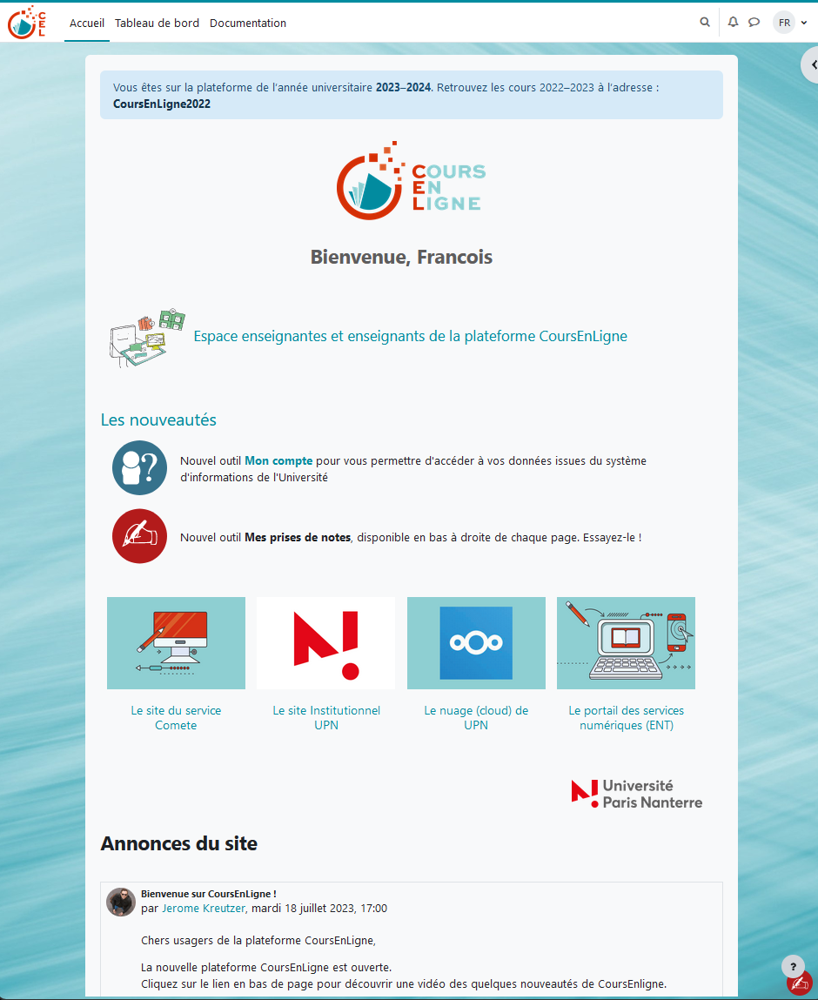 CEL
Accueil Tableau de bord Documentation
FR
Vous êtes sur la plateforme de l'année universitaire 2023–2024. Retrouvez les cours 2022–2023 à l'adresse :
CoursEnLigne2022
COURS
EN
LIGNE
Bienvenue, Francois
Espace enseignantes et enseignants de la plateforme CoursEnLigne
Les nouveautés
?
Nouvel outil Mon compte pour vous permettre d'accéder à vos données issues du système
d'informations de l'Université
Nouvel outil Mes prises de notes, disponible en bas à droite de chaque page. Essayez-le !
Le site du service
Comete
Le site Institutionnel
UPN
Le nuage (cloud) de
UPN
Le portail des services
numériques (ENT)
Université
Paris Nanterre
Annonces du site
Bienvenue sur CoursEnLigne !
par Jerome Kreutzer, mardi 18 juillet 2023, 17:00
Chers usagers de la plateforme CoursEnLigne,
La nouvelle plateforme CoursEnLigne est ouverte.
Cliquez sur le lien en bas de page pour découvrir une vidéo des quelques nouveautés de CoursEnligne.
?